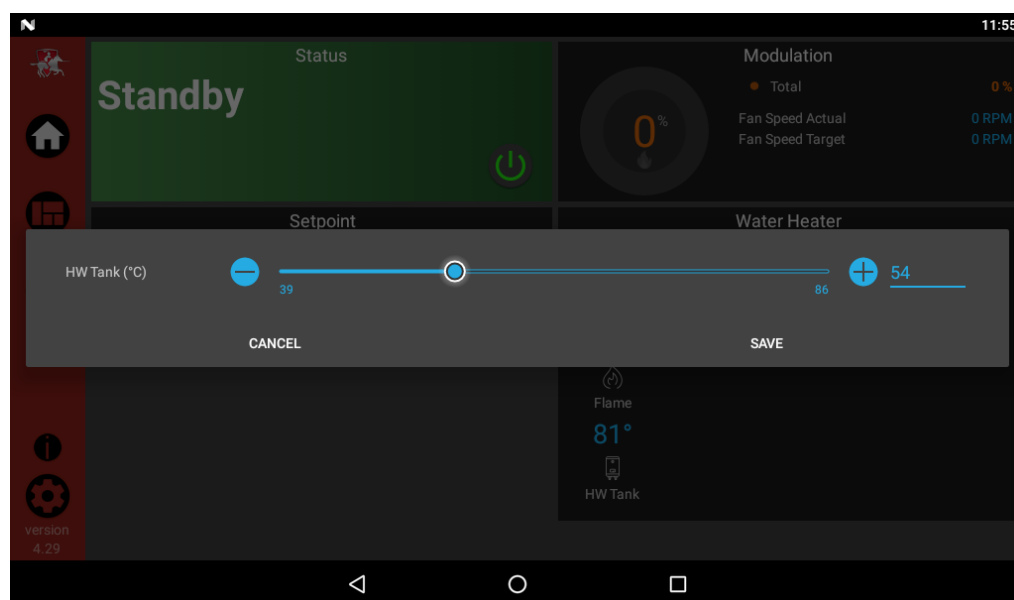 11:55
Status
Standby
Modulation
Total 0 %
Fan Speed Actual 0 RPM
Fan Speed Target 0 RPM
0 %
Setpoint
Water Heater
HW Tank (°C)
39
86
54
CANCEL
SAVE
Flame
81°
HW Tank
version
4.29